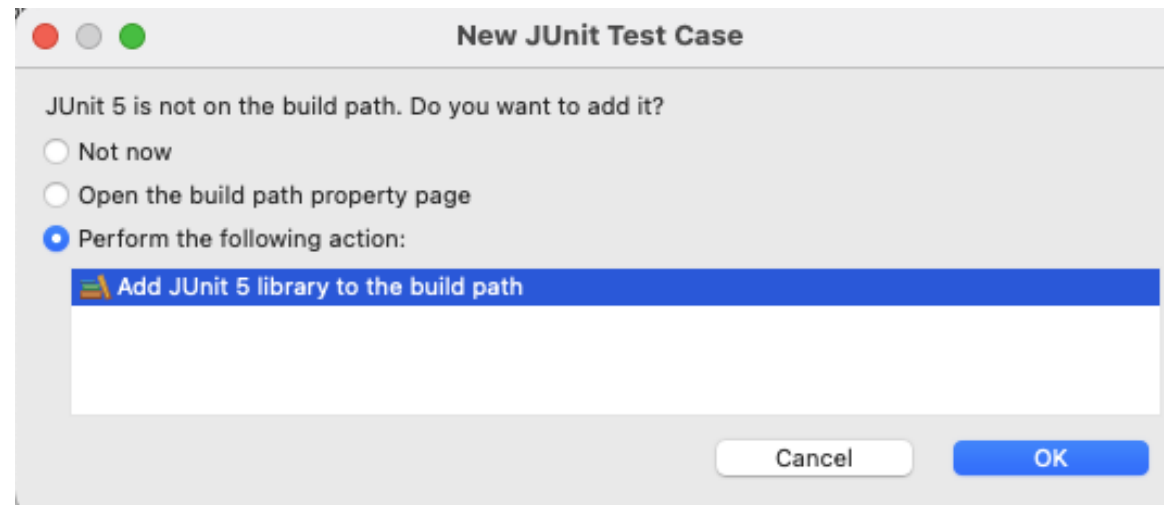 New JUnit Test Case
JUnit 5 is not on the build path. Do you want to add it?
Not now
Open the build path property page
Perform the following action:
Add JUnit 5 library to the build path
Cancel
OK